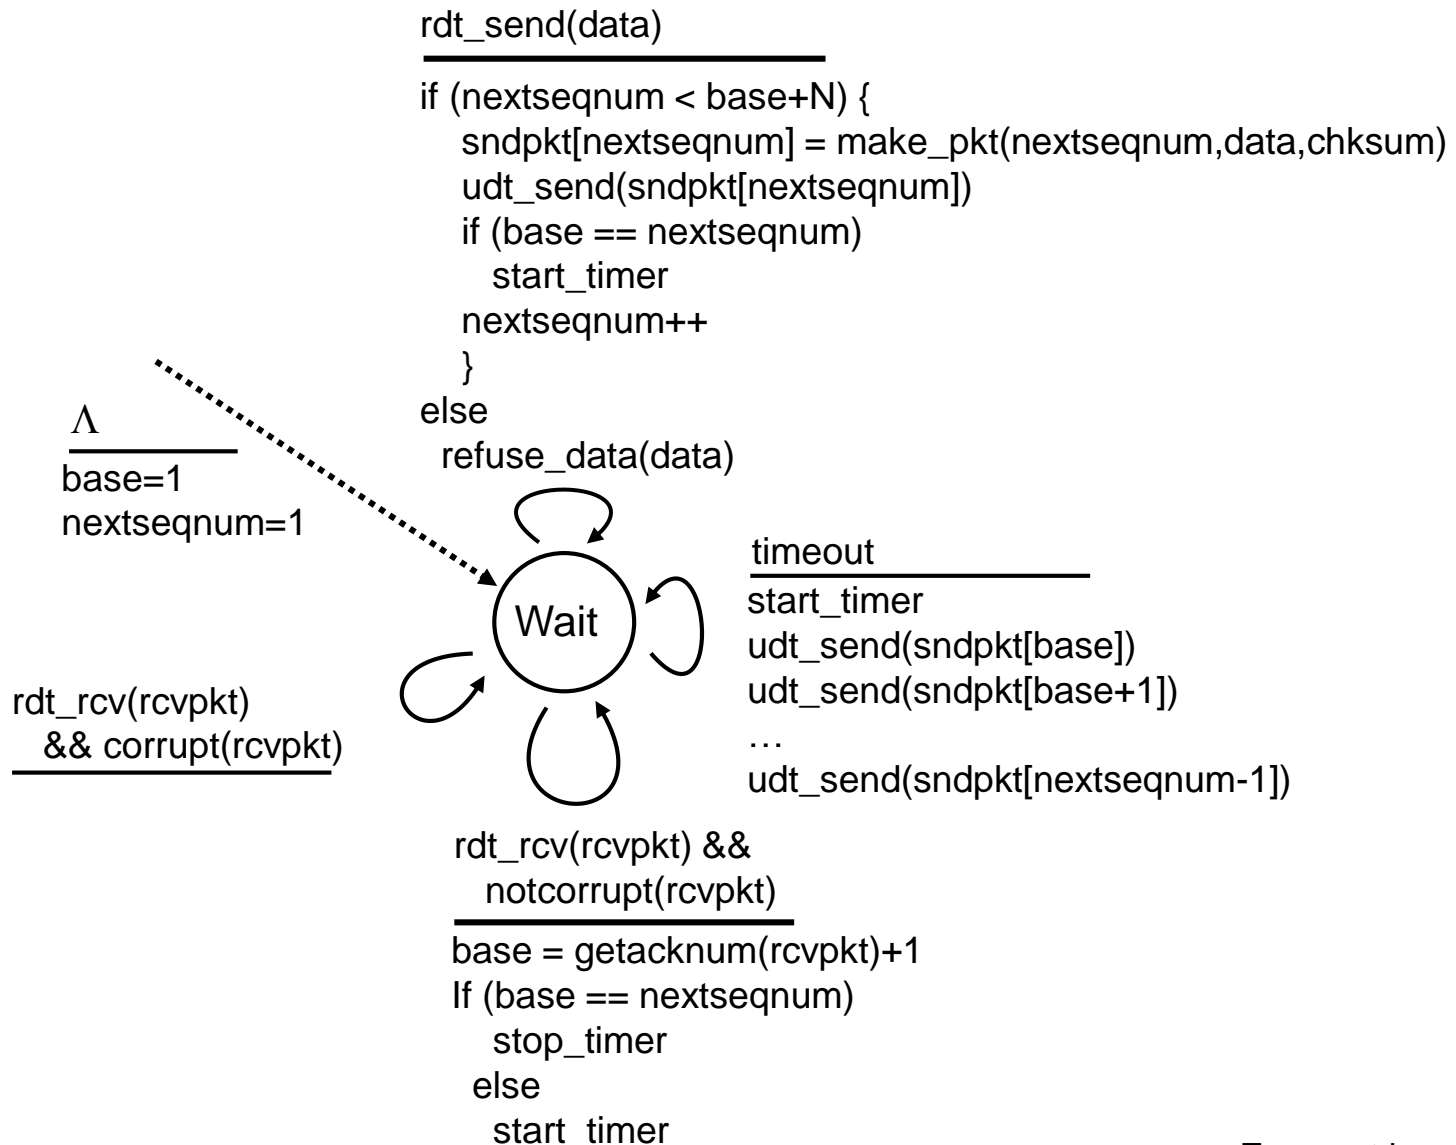 rdt_send(data)
if (nextseqnum < base+N) {
sndpkt[nextseqnum] = make_pkt(nextseqnum,data,chksum)
udt_send(sndpkt[nextseqnum])
if (base == nextseqnum)
start_timer
nextseqnum++
}
else
refuse_data(data)
Λ
base=1
nextseqnum=1
Wait
timeout
start_timer
udt_send(sndpkt[base])
udt_send(sndpkt[base+1])
…
udt_send(sndpkt[nextseqnum-1])
rdt_rcv(rcvpkt)
&& corrupt(rcvpkt)
rdt_rcv(rcvpkt) &&
notcorrupt(rcvpkt)
base = getacknum(rcvpkt)+1
If (base == nextseqnum)
stop_timer
else
start_timer